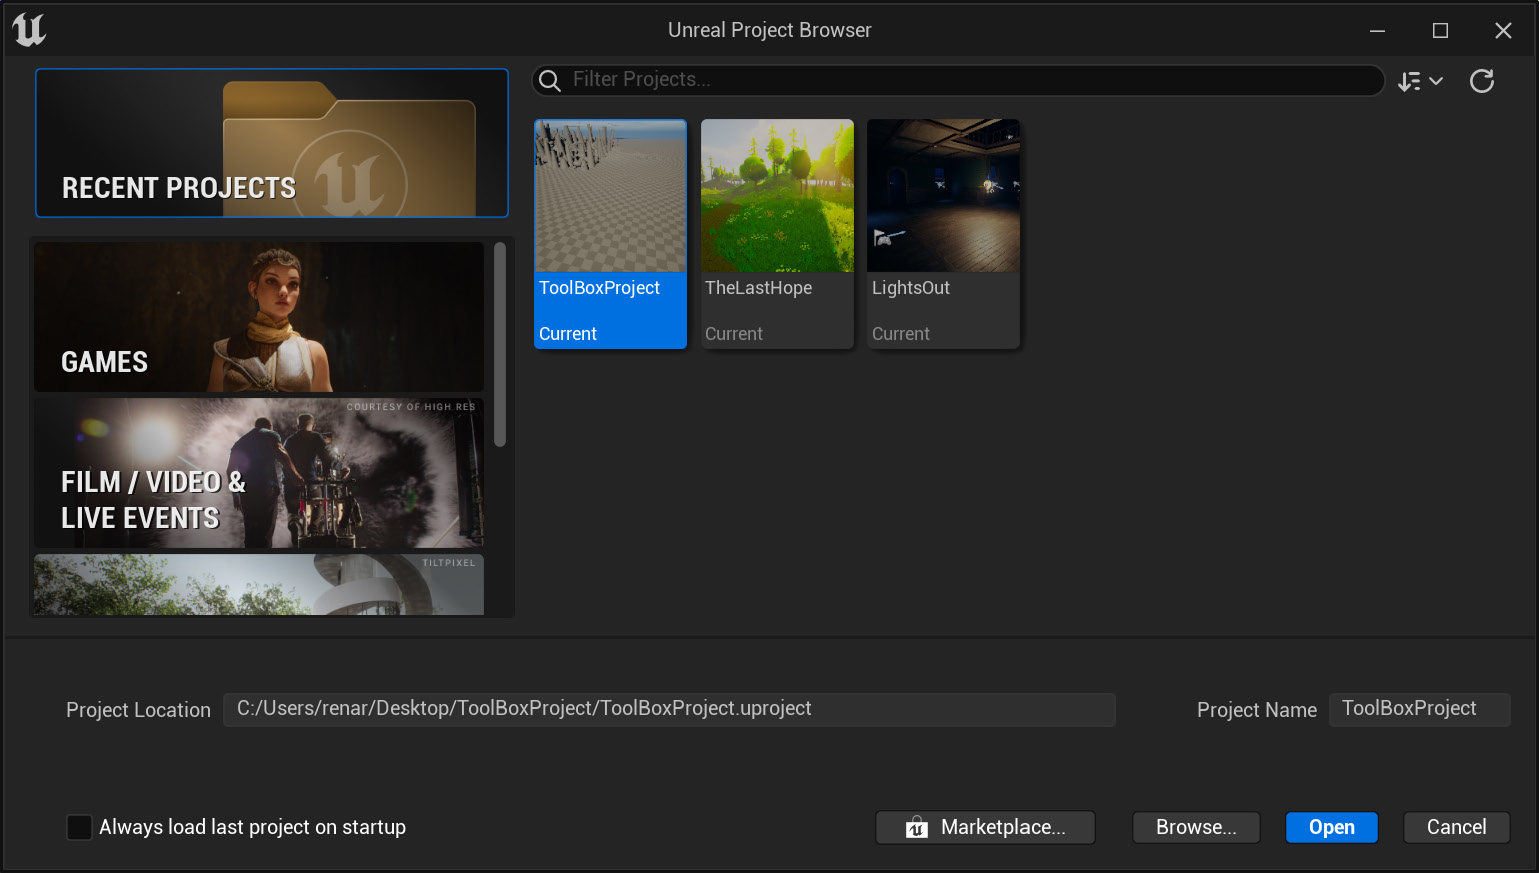 Unreal Project Browser
RECENT PROJECTS
Filter Projects...
GAMES
COURTESY OF HIGH RES
FILM / VIDEO &
LIVE EVENTS
TILTPIXEL
ToolBoxProject
Current
TheLastHope
Current
LightsOut
Current
Project Location
C:/Users/renar/Desktop/ToolBoxProject/ToolBoxProject.uproject
Project Name
ToolBoxProject
Always load last project on startup
Marketplace...
Browse...
Open
Cancel